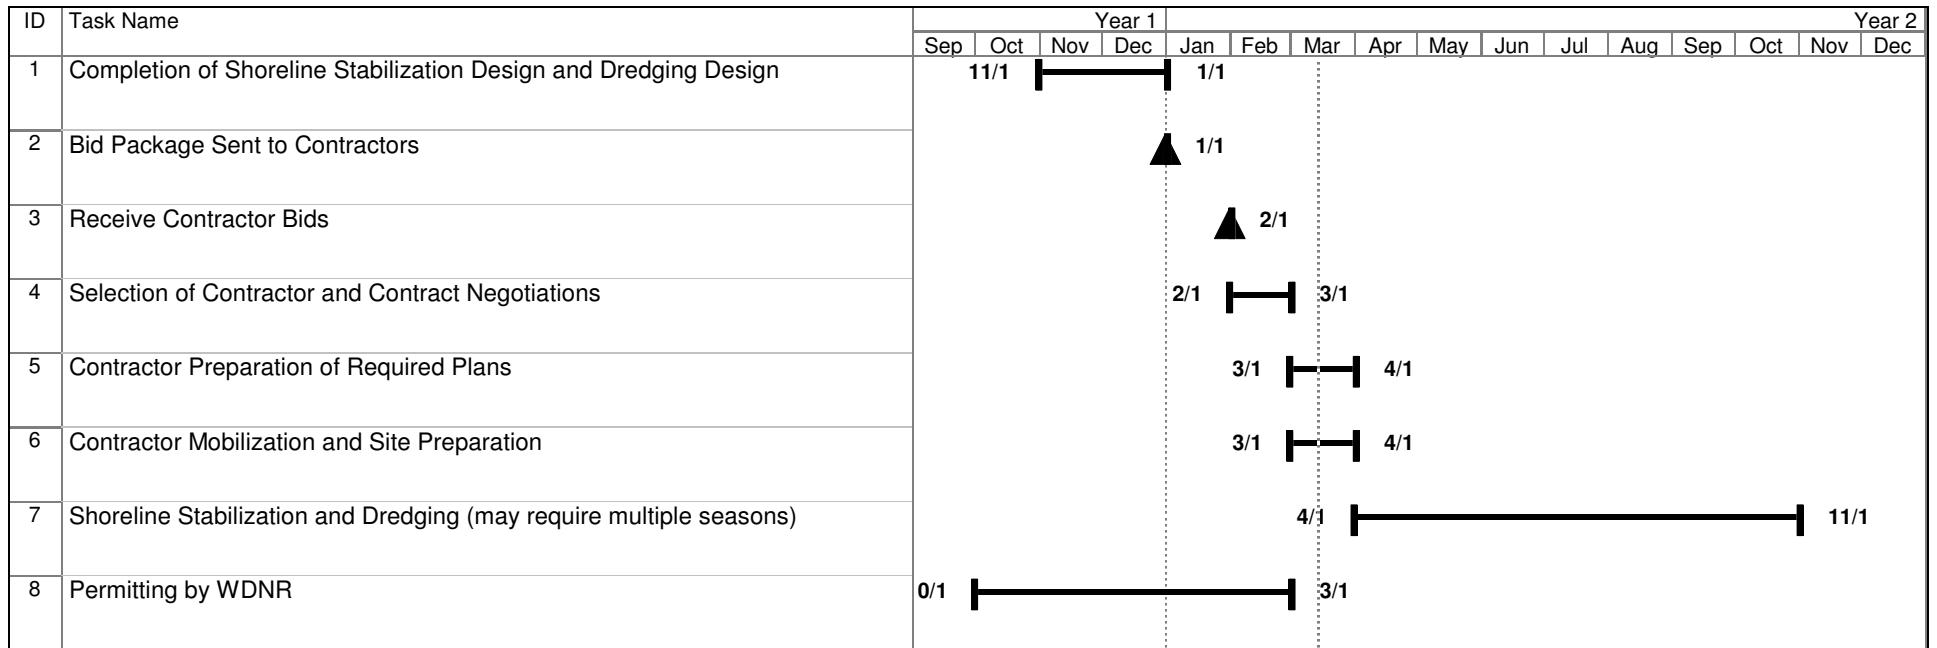 ID Task Name Year 1 Year 2
Sep Oct Nov Dec Jan Feb Mar Apr May Jun Jul Aug Sep Oct Nov Dec
1 Completion of Shoreline Stabilization Design and Dredging Design 11/1 1/1
2 Bid Package Sent to Contractors 1/1
3 Receive Contractor Bids 2/1
4 Selection of Contractor and Contract Negotiations 2/1 3/1
5 Contractor Preparation of Required Plans 3/1 4/1
6 Contractor Mobilization and Site Preparation 3/1 4/1
7 Shoreline Stabilization and Dredging (may require multiple seasons) 4/1 11/1
8 Permitting by WDNR 0/1 3/1